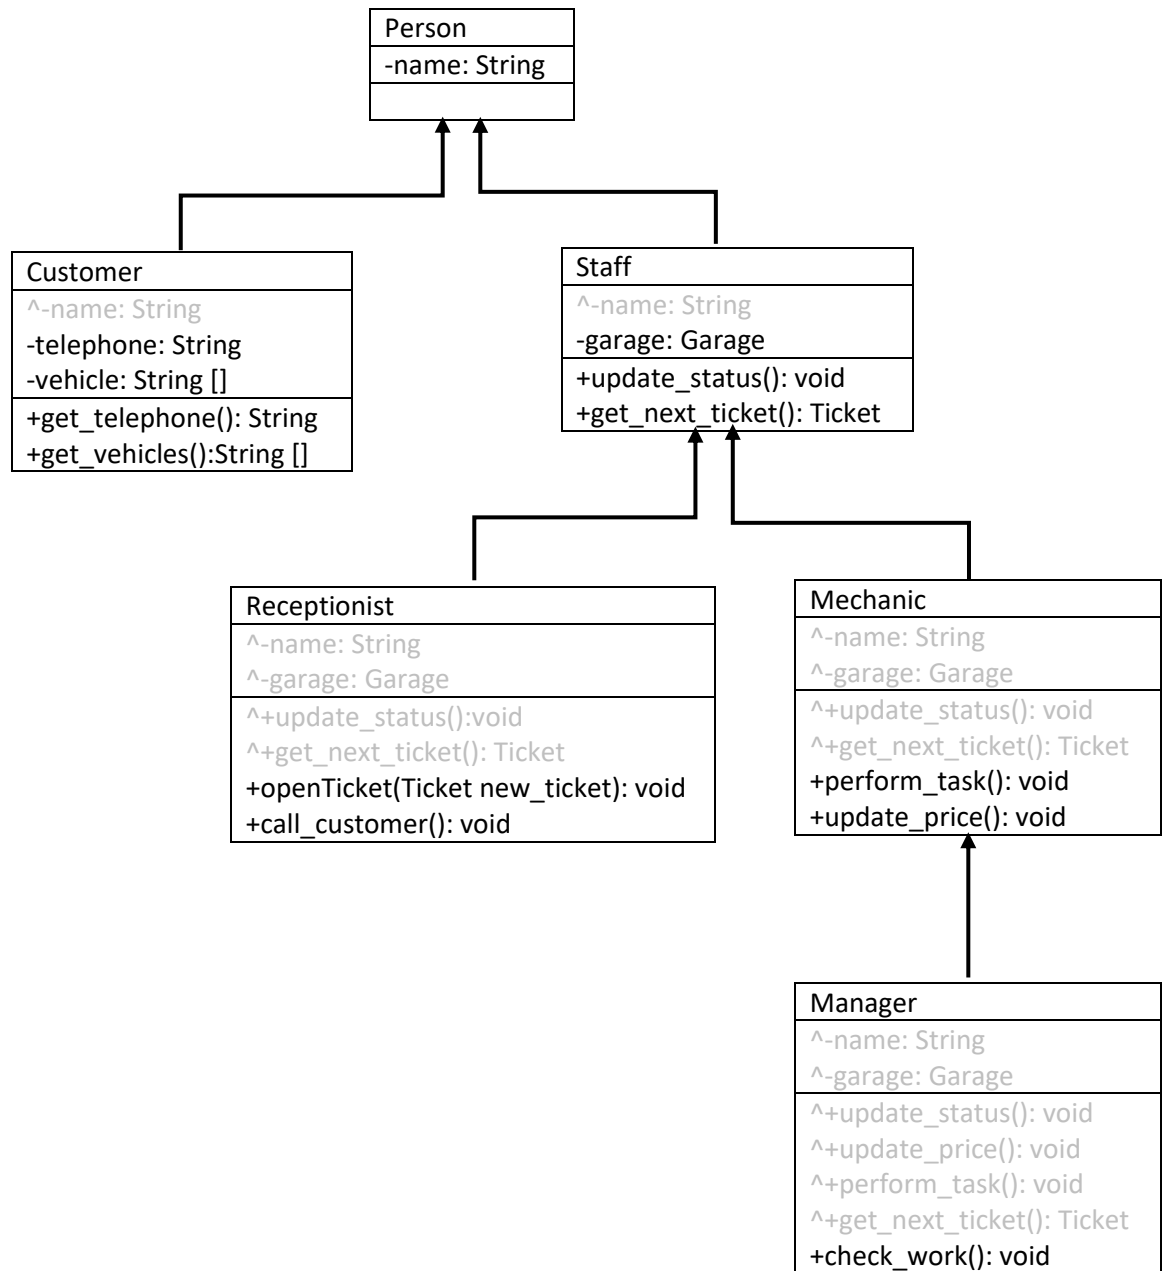 Person
-name: String
Customer
^-name: String
-telephone: String
-vehicle: String []
+get_telephone(): String
+get_vehicles():String []
Staff
^-name: String
-garage: Garage
+update_status(): void
+get_next_ticket(): Ticket
Receptionist
^-name: String
^-garage: Garage
^+update_status():void
^+get_next_ticket(): Ticket
+openTicket(Ticket new_ticket): void
+call_customer(): void
Mechanic
^-name: String
^-garage: Garage
^+update_status(): void
^+get_next_ticket(): Ticket
+perform_task(): void
+update_price(): void
Manager
^-name: String
^-garage: Garage
^+update_status(): void
^+update_price(): void
^+perform_task(): void
^+get_next_ticket(): Ticket
+check_work(): void